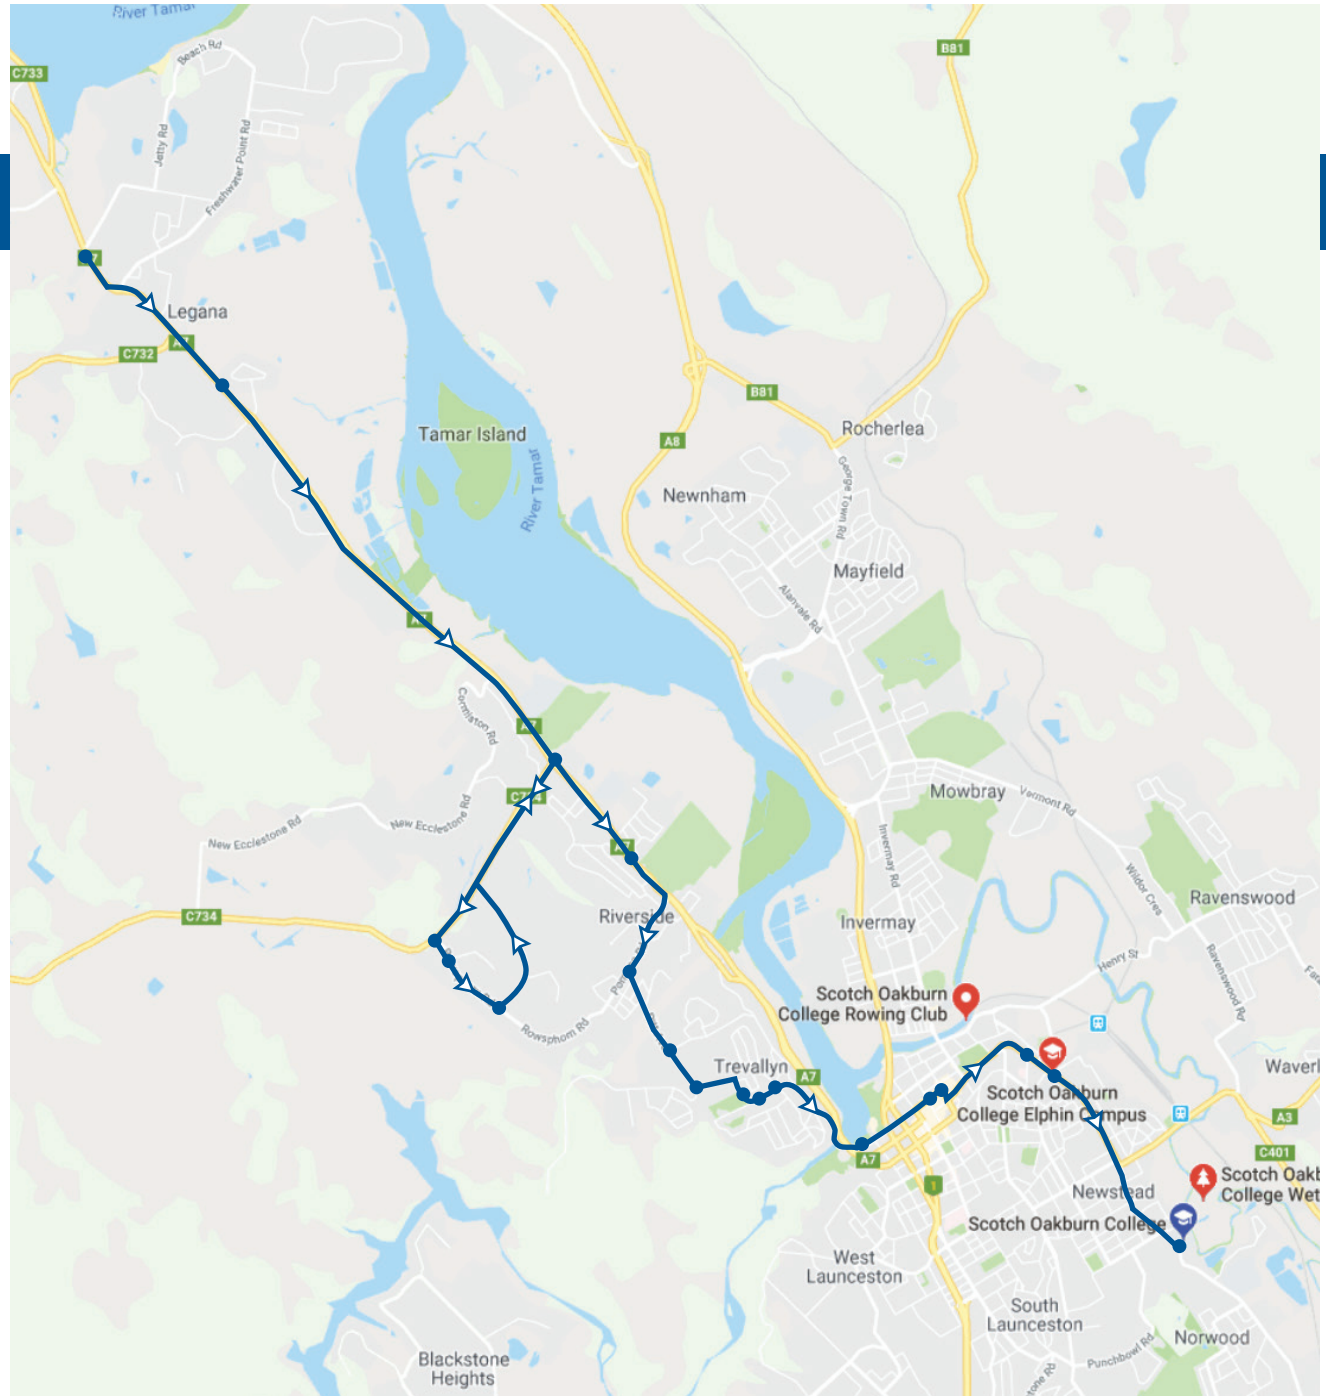 River Tamar
Beach Rd
B81
C733
Jetty Rd
Freshwater Point Rd
Legana
A7
C732
B81
Tamar Island
Rocherlea
A8
River Tamar
George Town Rd
Newnham
Mayfield
Alanvale Rd
A7
Cormiston Rd
A7
Mowbray
Vermont Rd
New Ecclestone Rd
New Ecclestone Rd
A7
Invermay Rd
Wildor Cres
Ravenswood
C734
Riverside
Invermay
Henry St
Ravenswood Rd
Scotch Oakburn
College Rowing Club
Rowsphorn Rd
Trevallyn
A7
Waverl
Scotch Oakburn
College Elphin Campus
A3
A7
C401
1
Newstead
Scotch Oakb
College Wet
Scotch Oakburn College
West
Launceston
South
Launceston
Norwood
Punchbowl Rd
Blackstone
Heights